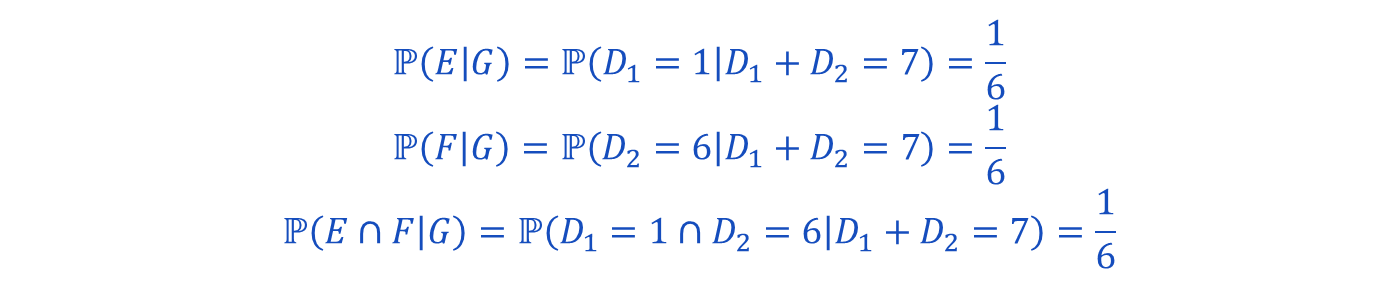 ℙ(E|G) = ℙ(D₁ = 1|D₁ + D₂ = 7) = 1/6
ℙ(F|G) = ℙ(D₂ = 6|D₁ + D₂ = 7) = 1/6
ℙ(E ∩ F|G) = ℙ(D₁ = 1 ∩ D₂ = 6|D₁ + D₂ = 7) = 1/6